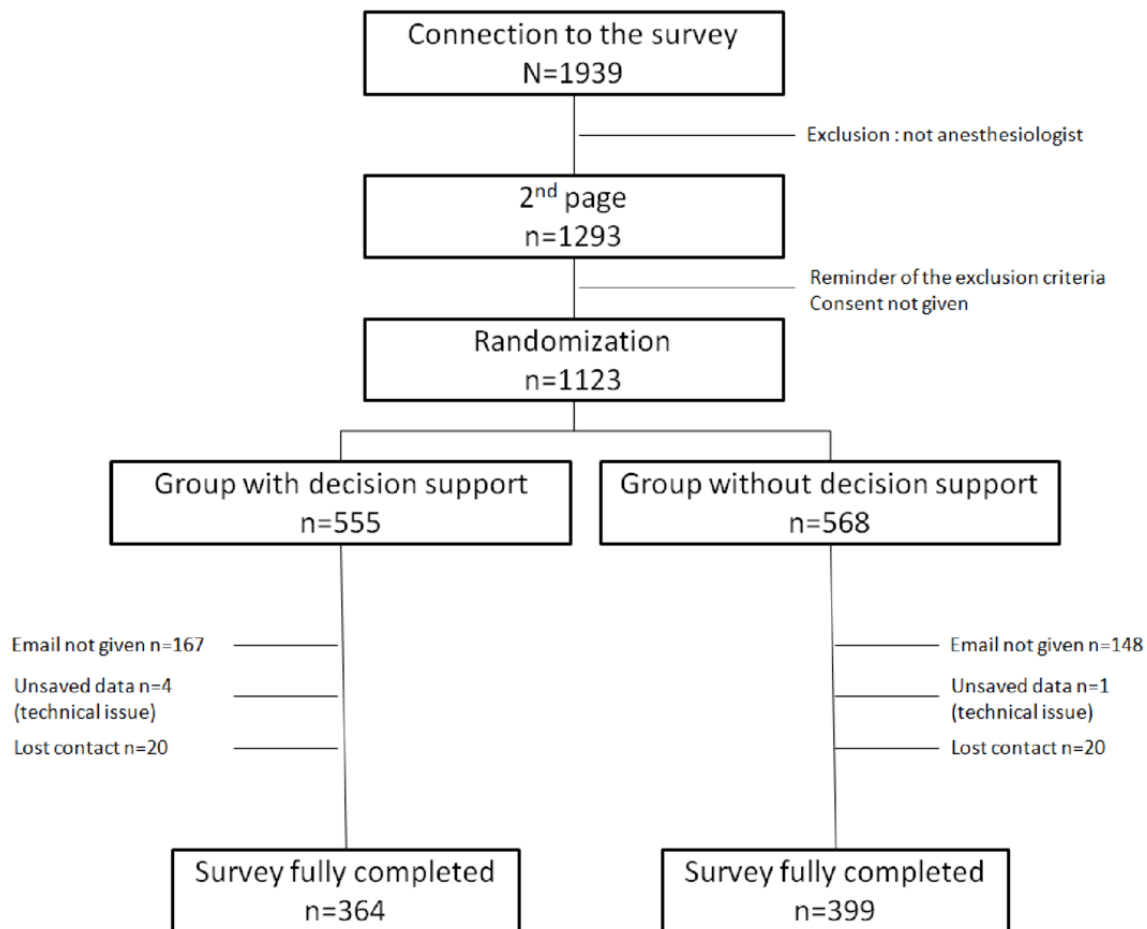 Connection to the survey
N=1939
Exclusion : not anesthesiologist
2nd page
n=1293
Reminder of the exclusion criteria
Consent not given
Randomization
n=1123
Group with decision support
n=555
Group without decision support
n=568
Email not given n=167
Unsaved data n=4
(technical issue)
Lost contact n=20
Email not given n=148
Unsaved data n=1
(technical issue)
Lost contact n=20
Survey fully completed
n=364
Survey fully completed
n=399